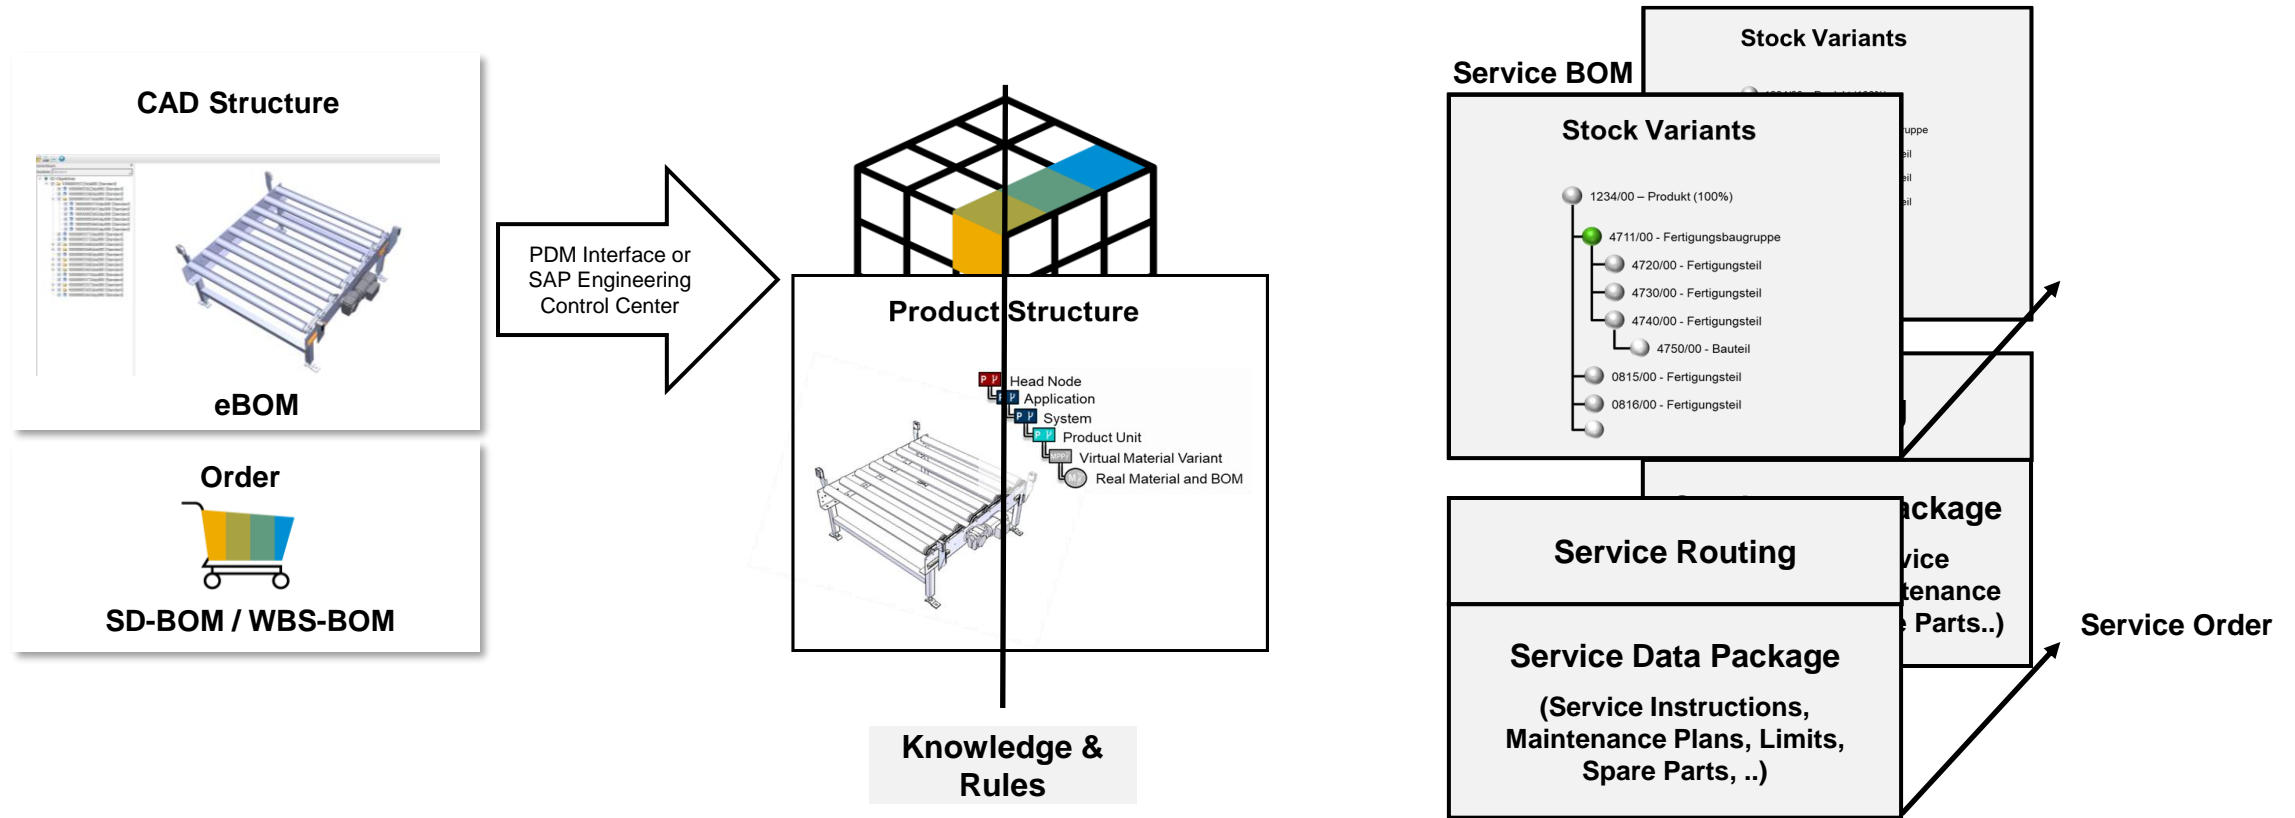 CAD Structure
eBOM
Order
SD-BOM / WBS-BOM
PDM Interface or
SAP Engineering
Control Center
Product Structure
Head Node
Application
System
Product Unit
Virtual Material Variant
Real Material and BOM
Knowledge &
Rules
Service BOM
Stock Variants
Stock Variants
1234/00 – Produkt (100%)
4711/00 - Fertigungsbaugruppe
4720/00 - Fertigungsteil
4730/00 - Fertigungsteil
4740/00 - Fertigungsteil
4750/00 - Bauteil
0815/00 - Fertigungsteil
0816/00 - Fertigungsteil
Service Routing
Service Data Package
(Service Instructions,
Maintenance Plans, Limits,
Spare Parts, ..)
ackage
vice
tenance
Parts..)
Service Order